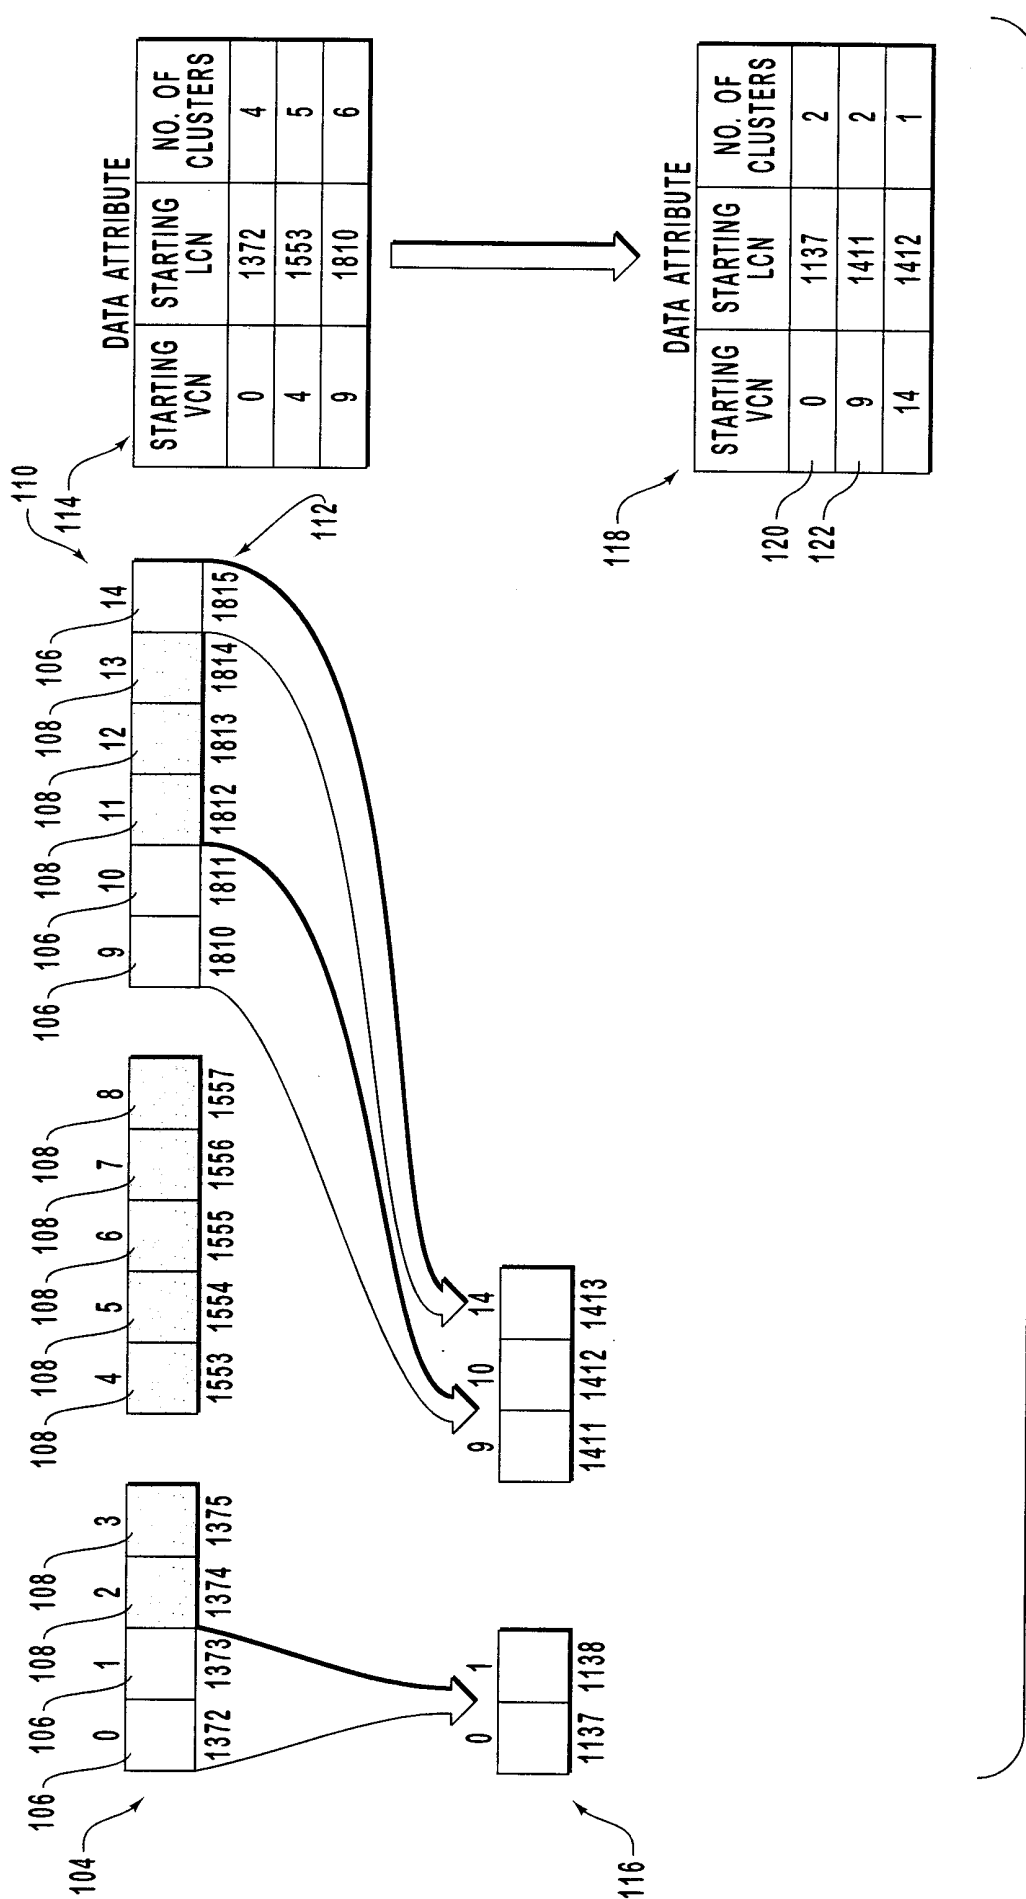 106 106 108 108 108 108 108 108 108 106 106 108 108 108 106 110
0 1 2 3 4 5 6 7 8 9 10 11 12 13 14
104
1372 1373 1374 1375 1553 1554 1555 1556 1557 1810 1811 1812 1813 1814 1815
112
114
DATA ATTRIBUTE
STARTING VCN STARTING LCN NO. OF CLUSTERS
0 1372 4
4 1553 5
9 1810 6
0 1 9 10 14
116
1137 1138 1411 1412 1413
118
DATA ATTRIBUTE
STARTING VCN STARTING LCN NO. OF CLUSTERS
120 0 1137 2
122 9 1411 2
14 1412 1